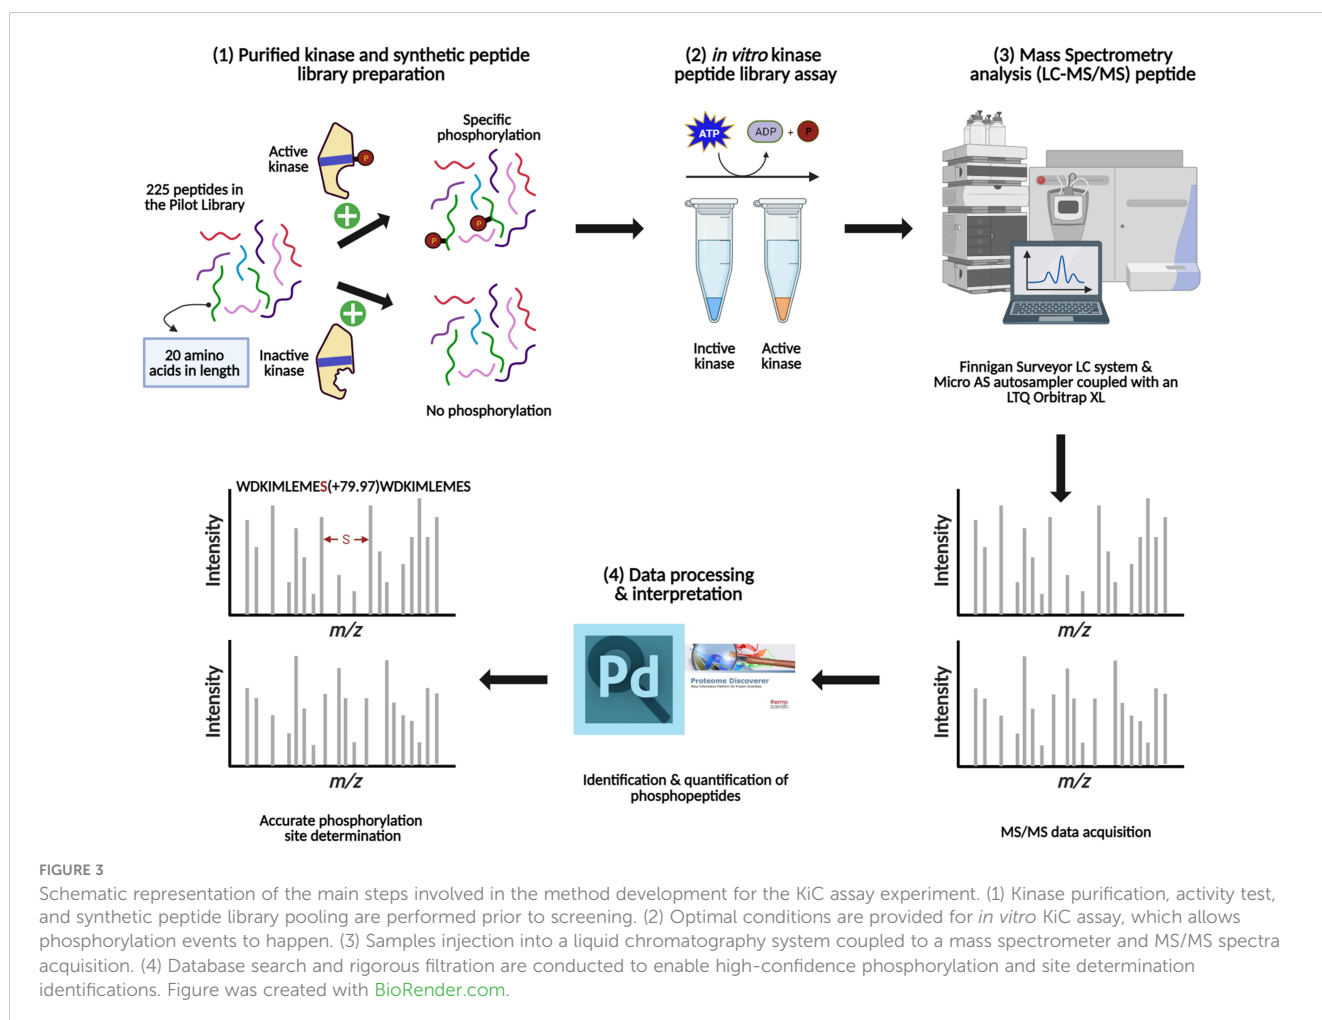 (1) Purified kinase and synthetic peptide
library preparation
Active
kinase
P
Specific
phosphorylation
P
P
225 peptides in
the Pilot Library
20 amino
acids in length
Inactive
kinase
No phosphorylation
(2) in vitro kinase
peptide library assay
ATP
ADP + P
Inctive
kinase
Active
kinase
(3) Mass Spectrometry
analysis (LC-MS/MS) peptide
Finnigan Surveyor LC system &
Micro AS autosampler coupled with an
LTQ Orbitrap XL
Intensity
m/z
Intensity
m/z
MS/MS data acquisition
(4) Data processing
& interpretation
Pd
Proteome Discoverer
Mass Informatics Platform for Protein Scientists
thermo
scientific
Identification & quantification of
phosphopeptides
WDKIMLEMES(+79.97)WDKIMLEMES
S
Intensity
m/z
Intensity
m/z
Accurate phosphorylation
site determination
FIGURE 3
Schematic representation of the main steps involved in the method development for the KiC assay experiment. (1) Kinase purification, activity test,
and synthetic peptide library pooling are performed prior to screening. (2) Optimal conditions are provided for in vitro KiC assay, which allows
phosphorylation events to happen. (3) Samples injection into a liquid chromatography system coupled to a mass spectrometer and MS/MS spectra
acquisition. (4) Database search and rigorous filtration are conducted to enable high-confidence phosphorylation and site determination
identifications. Figure was created with BioRender.com.